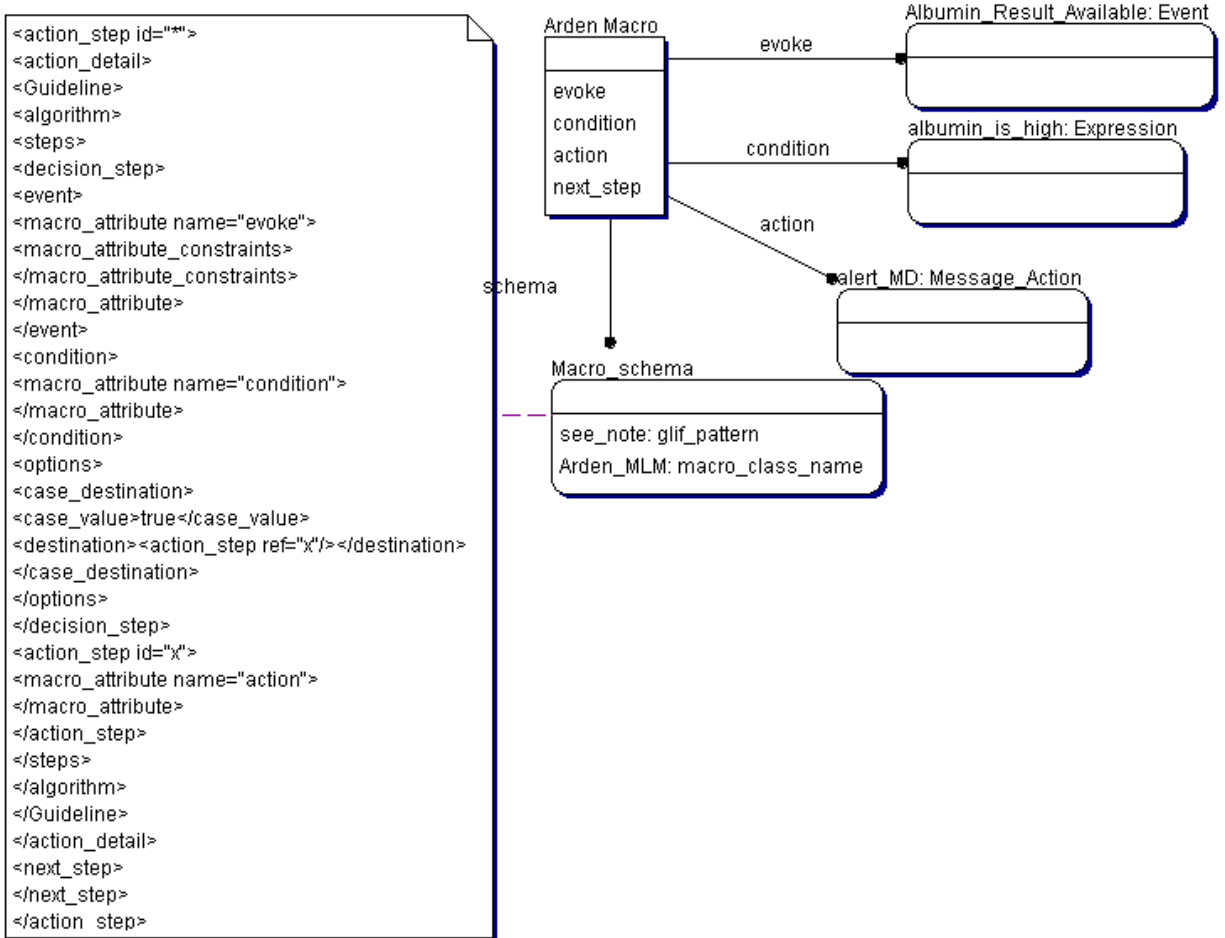 <action_step id="*">
<action_detail>
<Guideline>
<algorithm>
<steps>
<decision_step>
<event>
<macro_attribute name="evoke">
<macro_attribute_constraints>
</macro_attribute_constraints>
</macro_attribute>
</event>
<condition>
<macro_attribute name="condition">
</macro_attribute>
</condition>
<options>
<case_destination>
<case_value>true</case_value>
<destination><action_step ref="x"/></destination>
</case_destination>
</options>
</decision_step>
<action_step id="x">
<macro_attribute name="action">
</macro_attribute>
</action_step>
</steps>
</algorithm>
</Guideline>
</action_detail>
<next_step>
</next_step>
</action_step>
Arden Macro
evoke
condition
action
next_step
evoke
Albumin_Result_Available: Event
condition
albumin_is_high: Expression
action
alert_MD: Message_Action
schema
Macro_schema
see_note: glif_pattern
Arden_MLM: macro_class_name